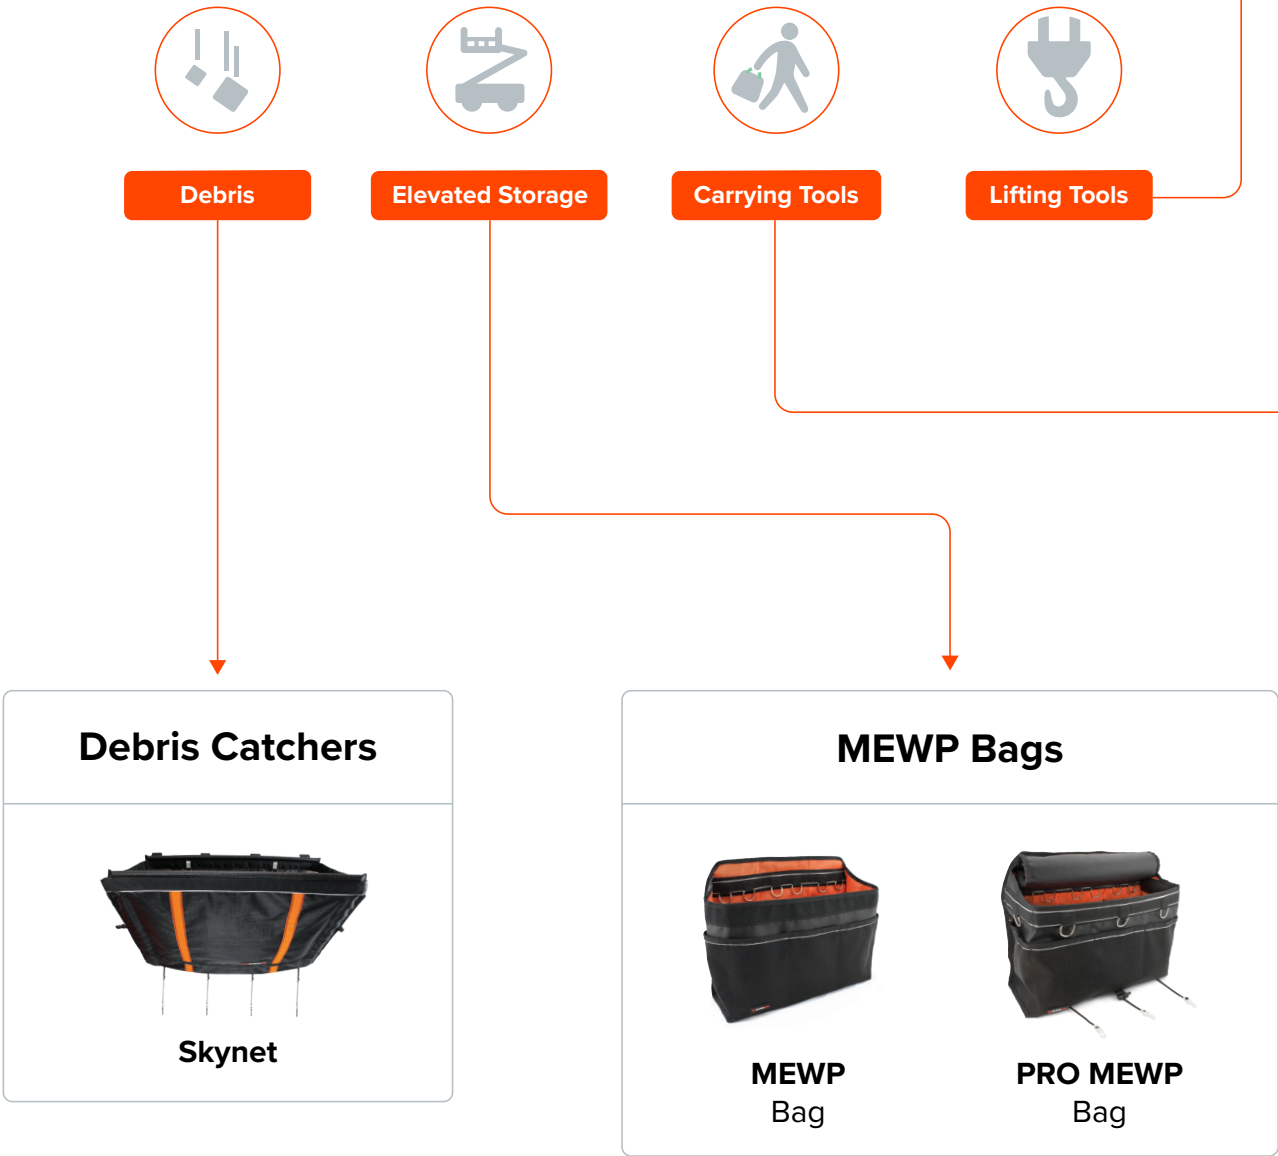 Debris
Elevated Storage
Carrying Tools
Lifting Tools
Debris Catchers
Skynet
MEWP Bags
MEWP
Bag
PRO MEWP
Bag